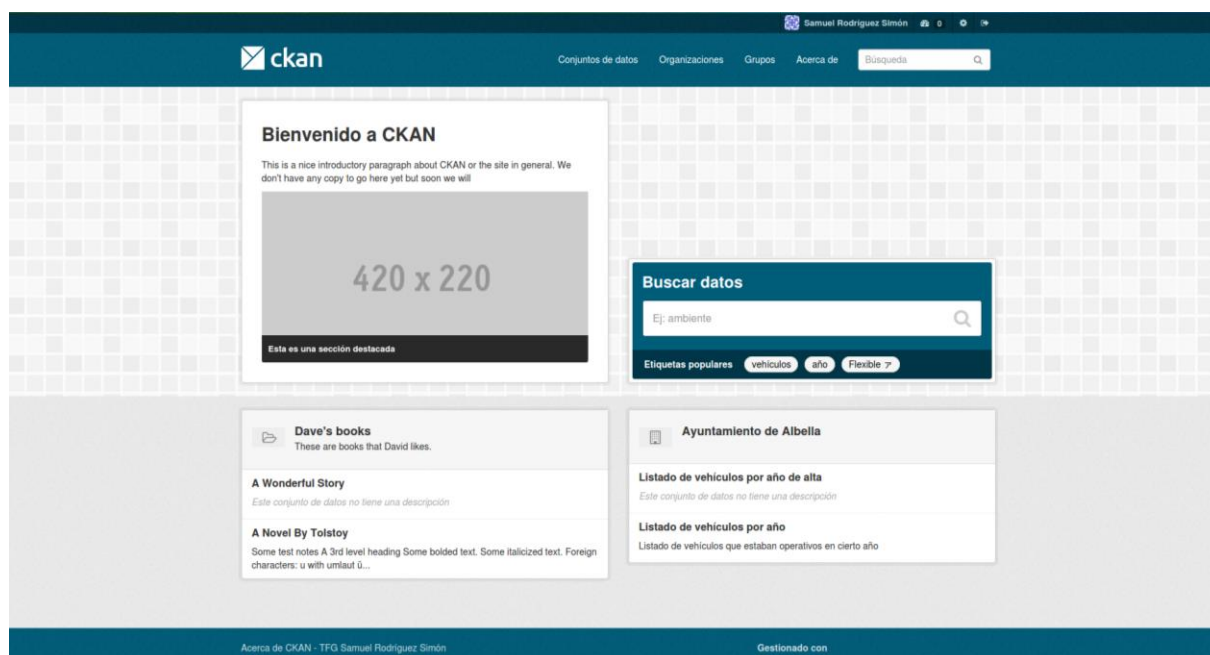 Samuel Rodríguez Simón 0
ckan
Conjuntos de datos Organizaciones Grupos Acerca de Búsqueda
Bienvenido a CKAN
This is a nice introductory paragraph about CKAN or the site in general. We
don't have any copy to go here yet but soon we will
420 x 220
Esta es una sección destacada
Buscar datos
Ej: ambiente
Etiquetas populares vehículos año Flexible ア
Dave's books
These are books that David likes.
A Wonderful Story
Este conjunto de datos no tiene una descripción
A Novel By Tolstoy
Some test notes A 3rd level heading Some bolded text. Some italicized text. Foreign
characters: u with umlaut ü...
Ayuntamiento de Albella
Listado de vehículos por año de alta
Este conjunto de datos no tiene una descripción
Listado de vehículos por año
Listado de vehículos que estaban operativos en cierto año
Acerca de CKAN - TFG Samuel Rodríguez Simón
Gestionado con